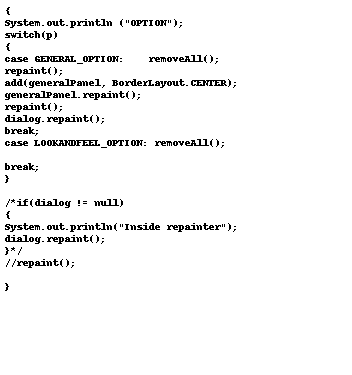 {
System.out.println ("OPTION");
switch(p)
{
case GENERAL_OPTION:    removeAll();
repaint();
add(generalPanel, BorderLayout.CENTER);
generalPanel.repaint();
repaint();
dialog.repaint();
break;
case LOOKANDFEEL_OPTION: removeAll();

break;
}

/*if(dialog != null)
{
System.out.println("Inside repainter");
dialog.repaint();
}*/
//repaint();

}